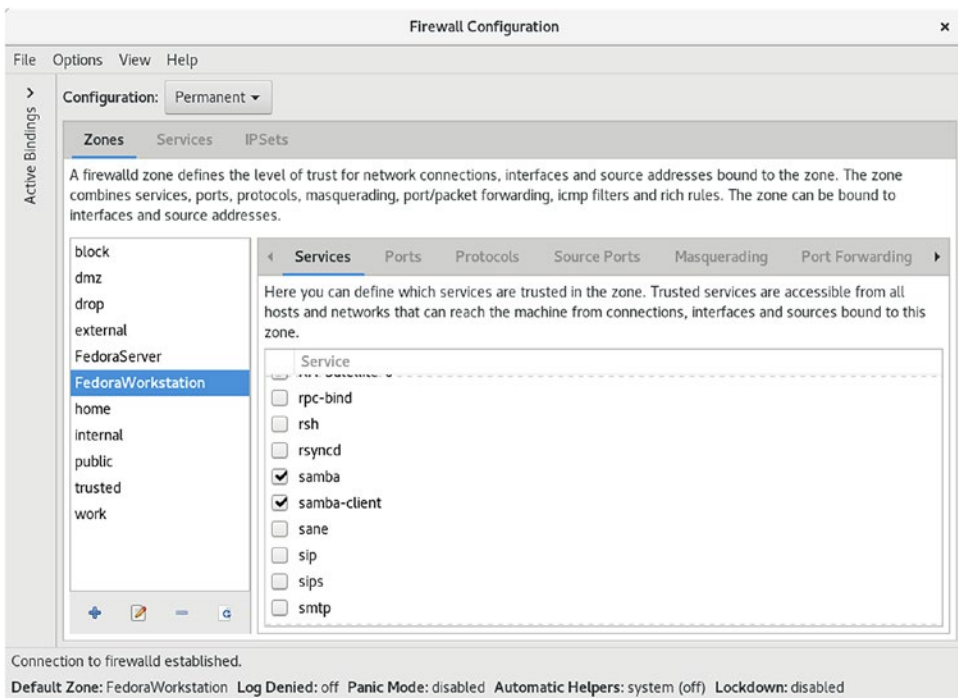 Firewall Configuration
File Options View Help
Active Bindings
Configuration: Permanent
Zones Services IPSets
A firewalld zone defines the level of trust for network connections, interfaces and source addresses bound to the zone. The zone
combines services, ports, protocols, masquerading, port/packet forwarding, icmp filters and rich rules. The zone can be bound to
interfaces and source addresses.
block
dmz
drop
external
FedoraServer
FedoraWorkstation
home
internal
public
trusted
work
Services Ports Protocols Source Ports Masquerading Port Forwarding
Here you can define which services are trusted in the zone. Trusted services are accessible from all
hosts and networks that can reach the machine from connections, interfaces and sources bound to this
zone.
Service
rpc-bind
rsh
rsyncd
samba
samba-client
sane
sip
sips
smtp
Connection to firewalld established.
Default Zone: FedoraWorkstation Log Denied: off Panic Mode: disabled Automatic Helpers: system (off) Lockdown: disabled